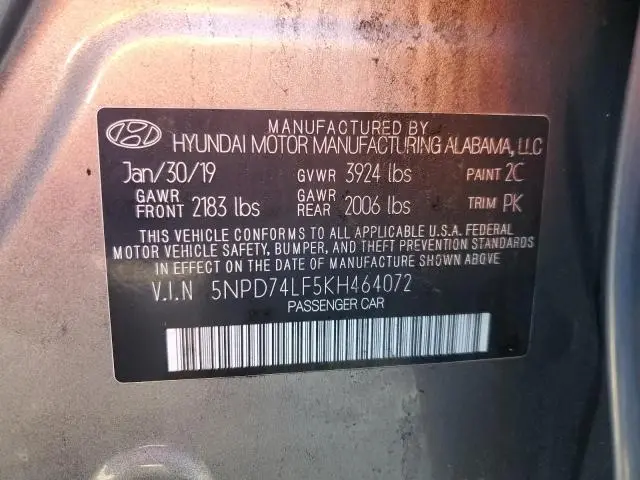 MANUFACTURED BY
HYUNDAI MOTOR MANUFACTURING ALABAMA, LLC
Jan/30/19 GVWR 3924 lbs PAINT 2C
GAWR FRONT 2183 lbs GAWR REAR 2006 lbs TRIM PK
THIS VEHICLE CONFORMS TO ALL APPLICABLE U.S.A. FEDERAL
MOTOR VEHICLE SAFETY, BUMPER, AND THEFT PREVENTION STANDARDS
IN EFFECT ON THE DATE OF MANUFACTURE SHOWN ABOVE.
V.I.N 5NPD74LF5KH464072
PASSENGER CAR